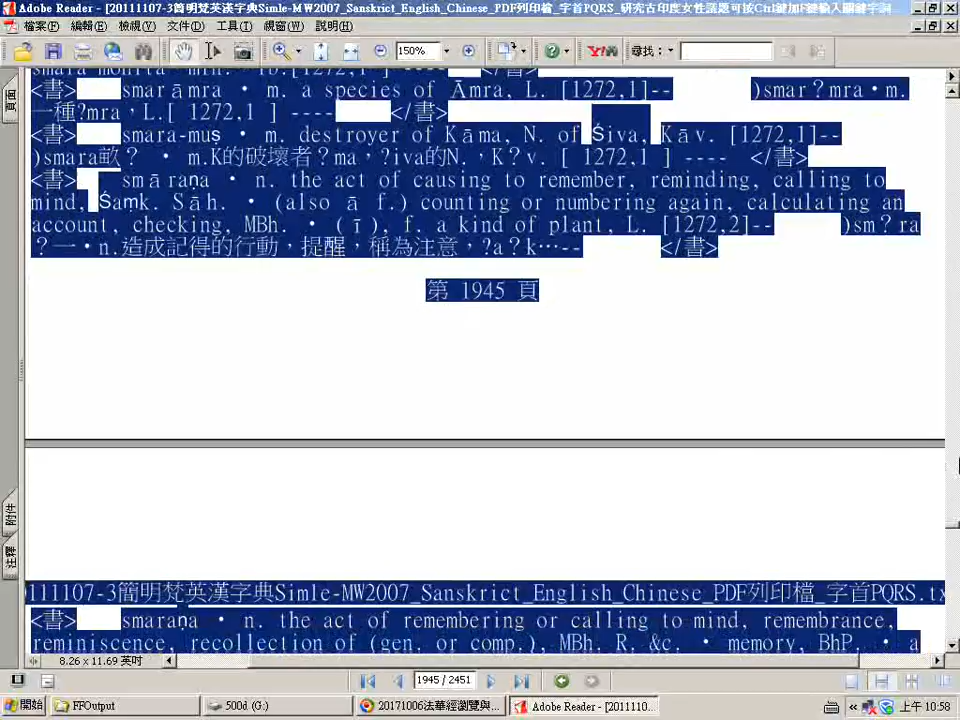 Adobe Reader - [20111107-3簡明梵英漢字典Simle-MW2007_Sanskrict_English_Chinese_PDF列印檔_字首PQRS_研究古印度女性議題可按Ctrl鍵加F鍵輸入關鍵字詞
檔案(F) 編輯(E) 檢視(V) 文件(D) 工具(T) 視窗(W) 說明(H)
150% 尋找：
頁面
<書> smarāmra · m. a species of Āmra, L. [1272,1]-- )smar？mra·m.
一種?mra，L.[ 1272,1 ] ---- </書>
<書> smara-muṣ · m. destroyer of Kāma, N. of Śiva, Kāv. [1272,1]--
)smara畝？ · m.K的破壞者？ma，?iva的N.，K？v. [ 1272,1 ] ---- </書>
<書> smāraṇa · n. the act of causing to remember, reminding, calling to
mind, Śaṃk. Sāh. · (also ā f.) counting or numbering again, calculating an
account, checking, MBh. · (ī), f. a kind of plant, L. [1272,2]-- )sm？ra
？一·n.造成記得的行動，提醒，稱為注意，?a？k…-- </書>
第 1945 頁
附件
註釋
111107-3簡明梵英漢字典Simle-MW2007_Sanskrict_English_Chinese_PDF列印檔_字首PQRS.tx
<書> smaraṇa · n. the act of remembering or calling to mind, remembrance,
reminiscence, recollection of (gen. or comp.), MBh. R. &c. · memory, BhP. · a
8.26 x 11.69 英吋
1945 / 2451
開始 FFOutput 500d (G:) 20171006法華經瀏覽與... Adobe Reader - [2011110... 上午 10:58